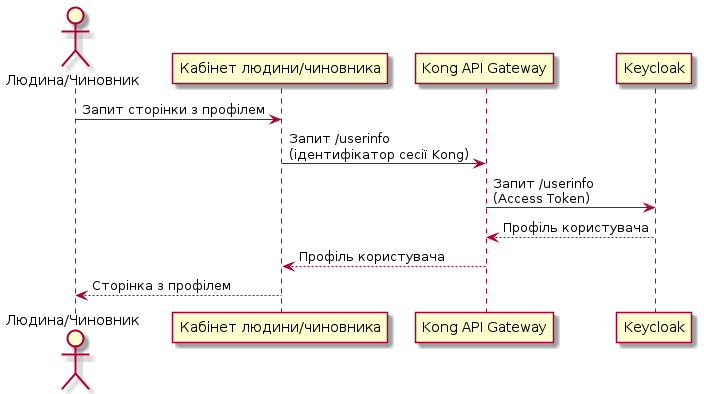 Людина/Чиновник
Кабінет людини/чиновника
Kong API Gateway
Keycloak
Запит сторінки з профілем
Запит /userinfo
(ідентифікатор сесії Kong)
Запит /userinfo
(Access Token)
Профіль користувача
Профіль користувача
Сторінка з профілем
Людина/Чиновник
Кабінет людини/чиновника
Kong API Gateway
Keycloak